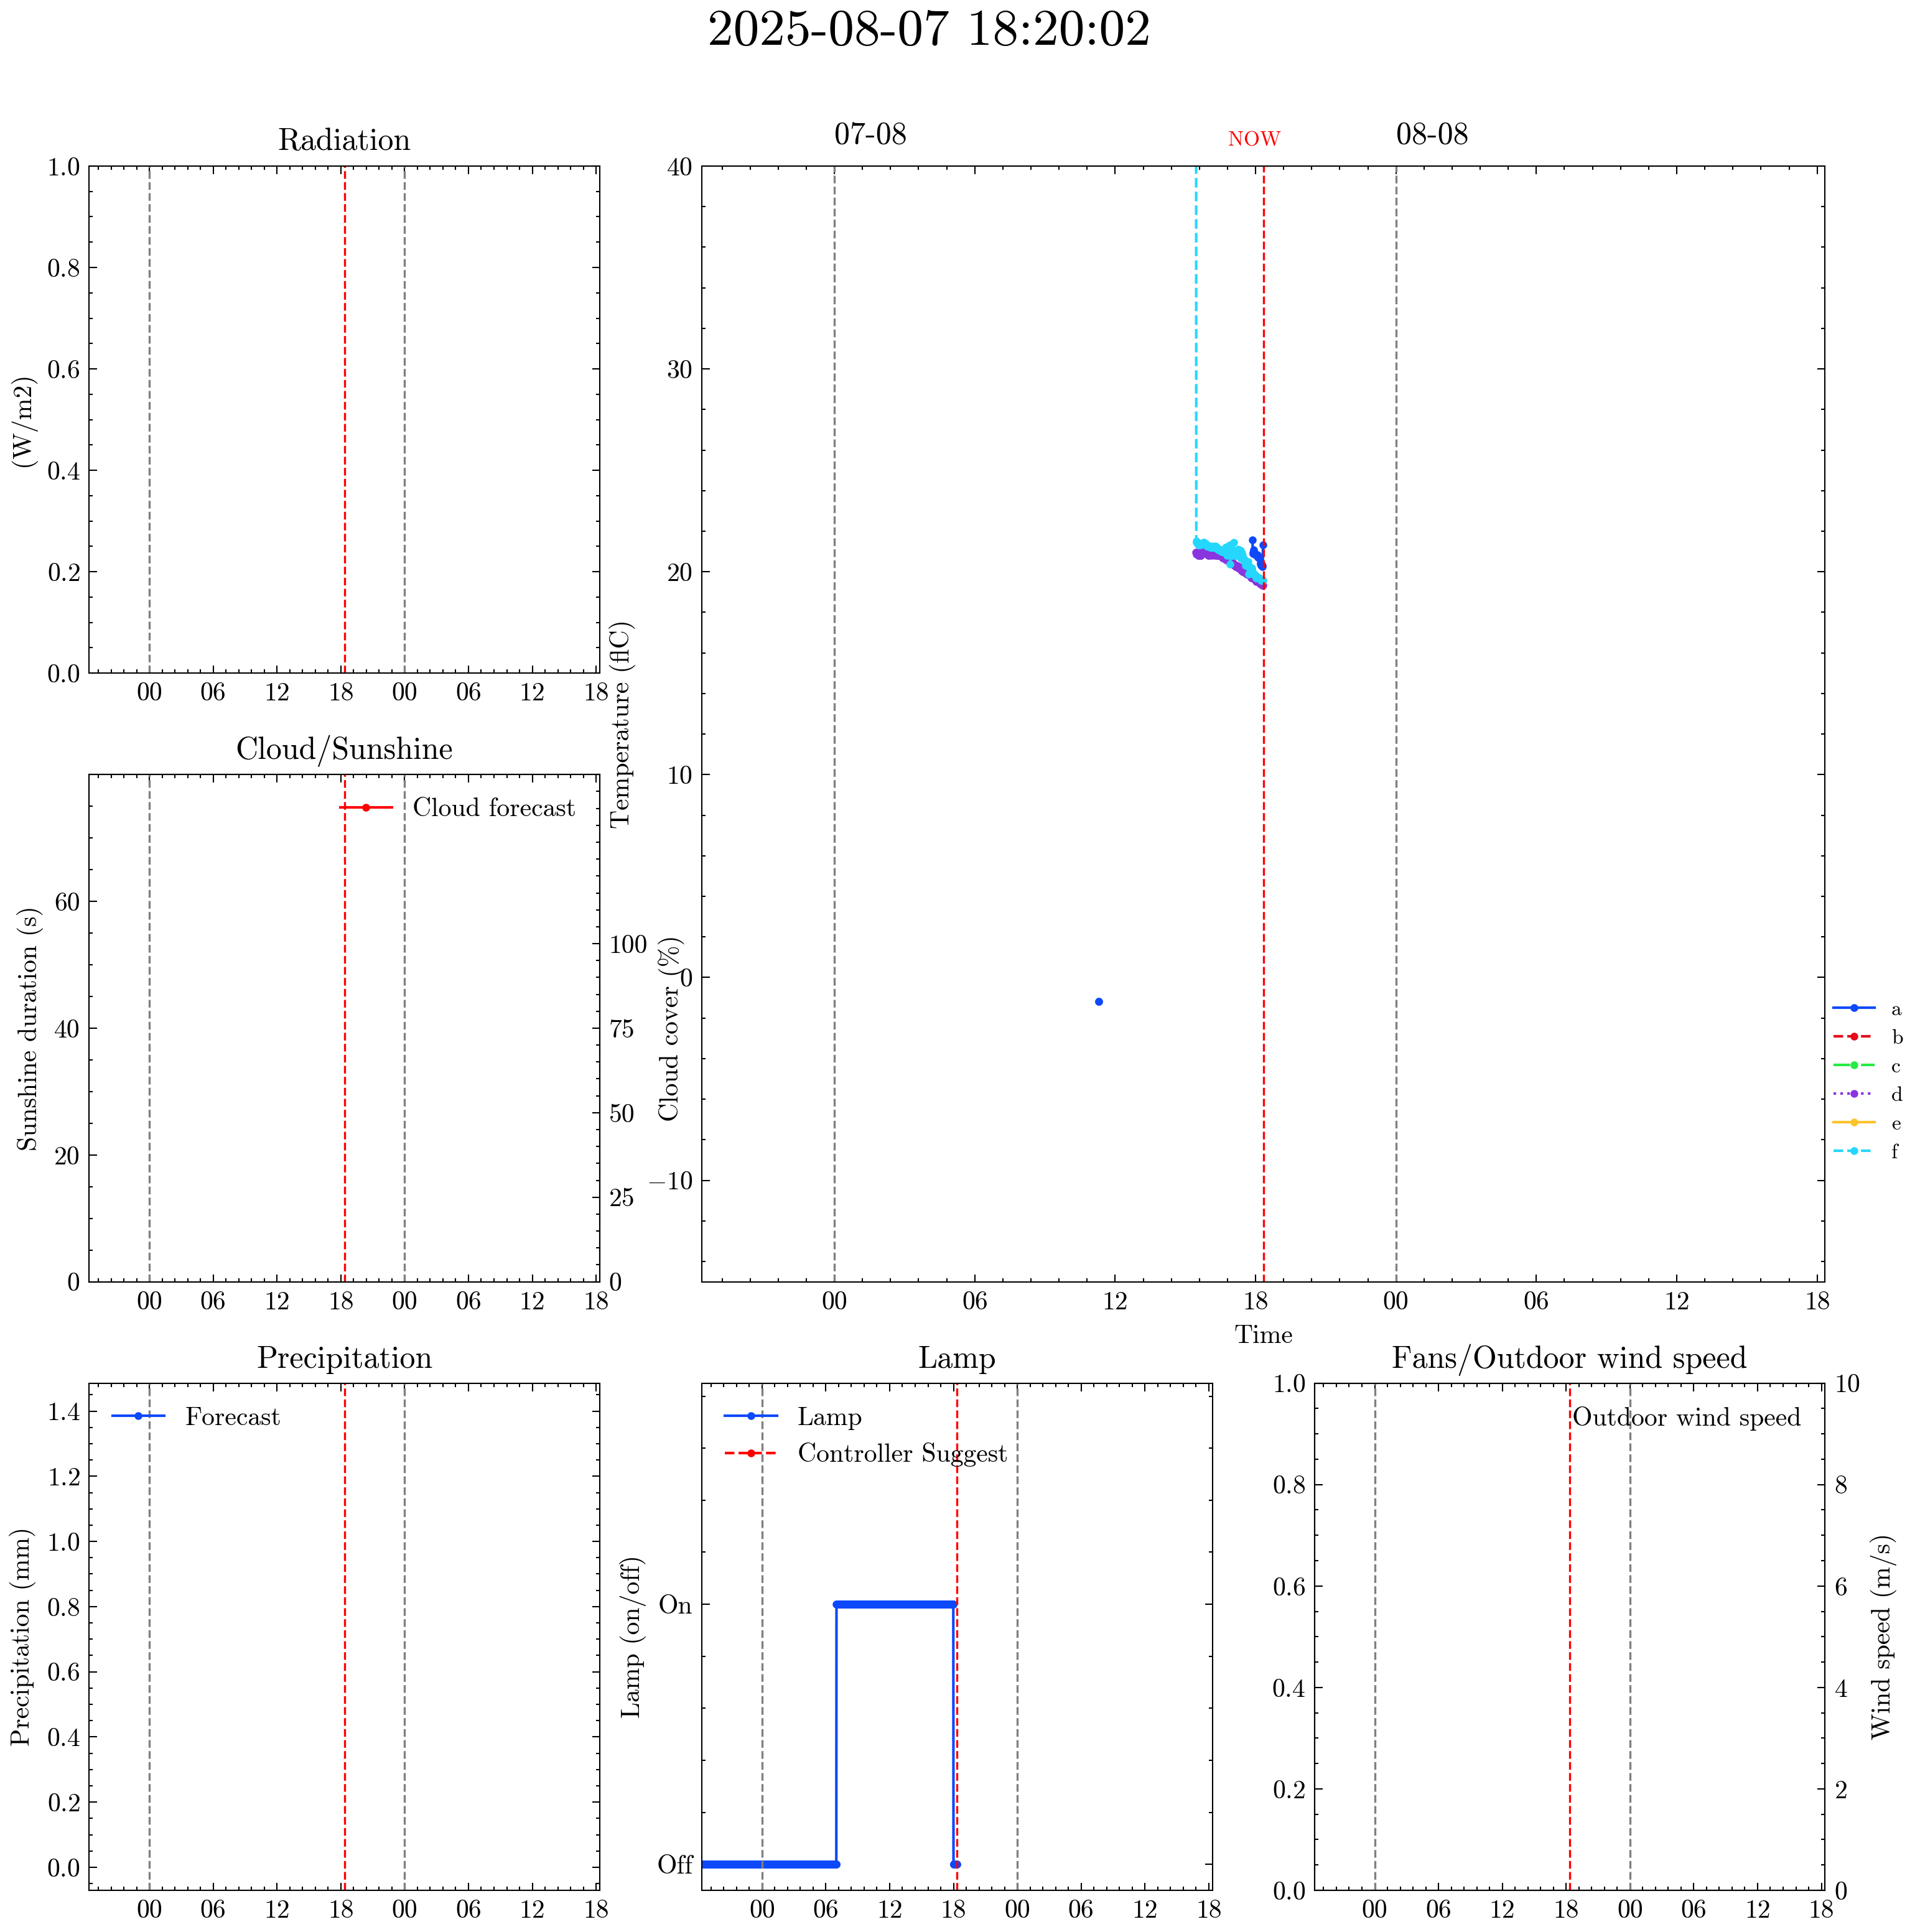 2025-08-07 18:20:02
Radiation
1.0
0.8
0.6
0.4
0.2
0.0
(W/m2)
00 06 12 18 00 06 12 18
07-08
NOW
08-08
40
30
20
10
0
−10
Temperature (flC)
00 06 12 18 00 06 12 18
Time
a
b
c
d
e
f
Cloud/Sunshine
Cloud forecast
60
40
20
0
Sunshine duration (s)
100
75
50
25
0
Cloud cover (%)
00 06 12 18 00 06 12 18
Precipitation
Forecast
1.4
1.2
1.0
0.8
0.6
0.4
0.2
0.0
Precipitation (mm)
00 06 12 18 00 06 12 18
Lamp
Lamp
Controller Suggest
On
Off
Lamp (on/off)
00 06 12 18 00 06 12 18
Fans/Outdoor wind speed
Outdoor wind speed
1.0
0.8
0.6
0.4
0.2
0.0
10
8
6
4
2
0
Wind speed (m/s)
00 06 12 18 00 06 12 18